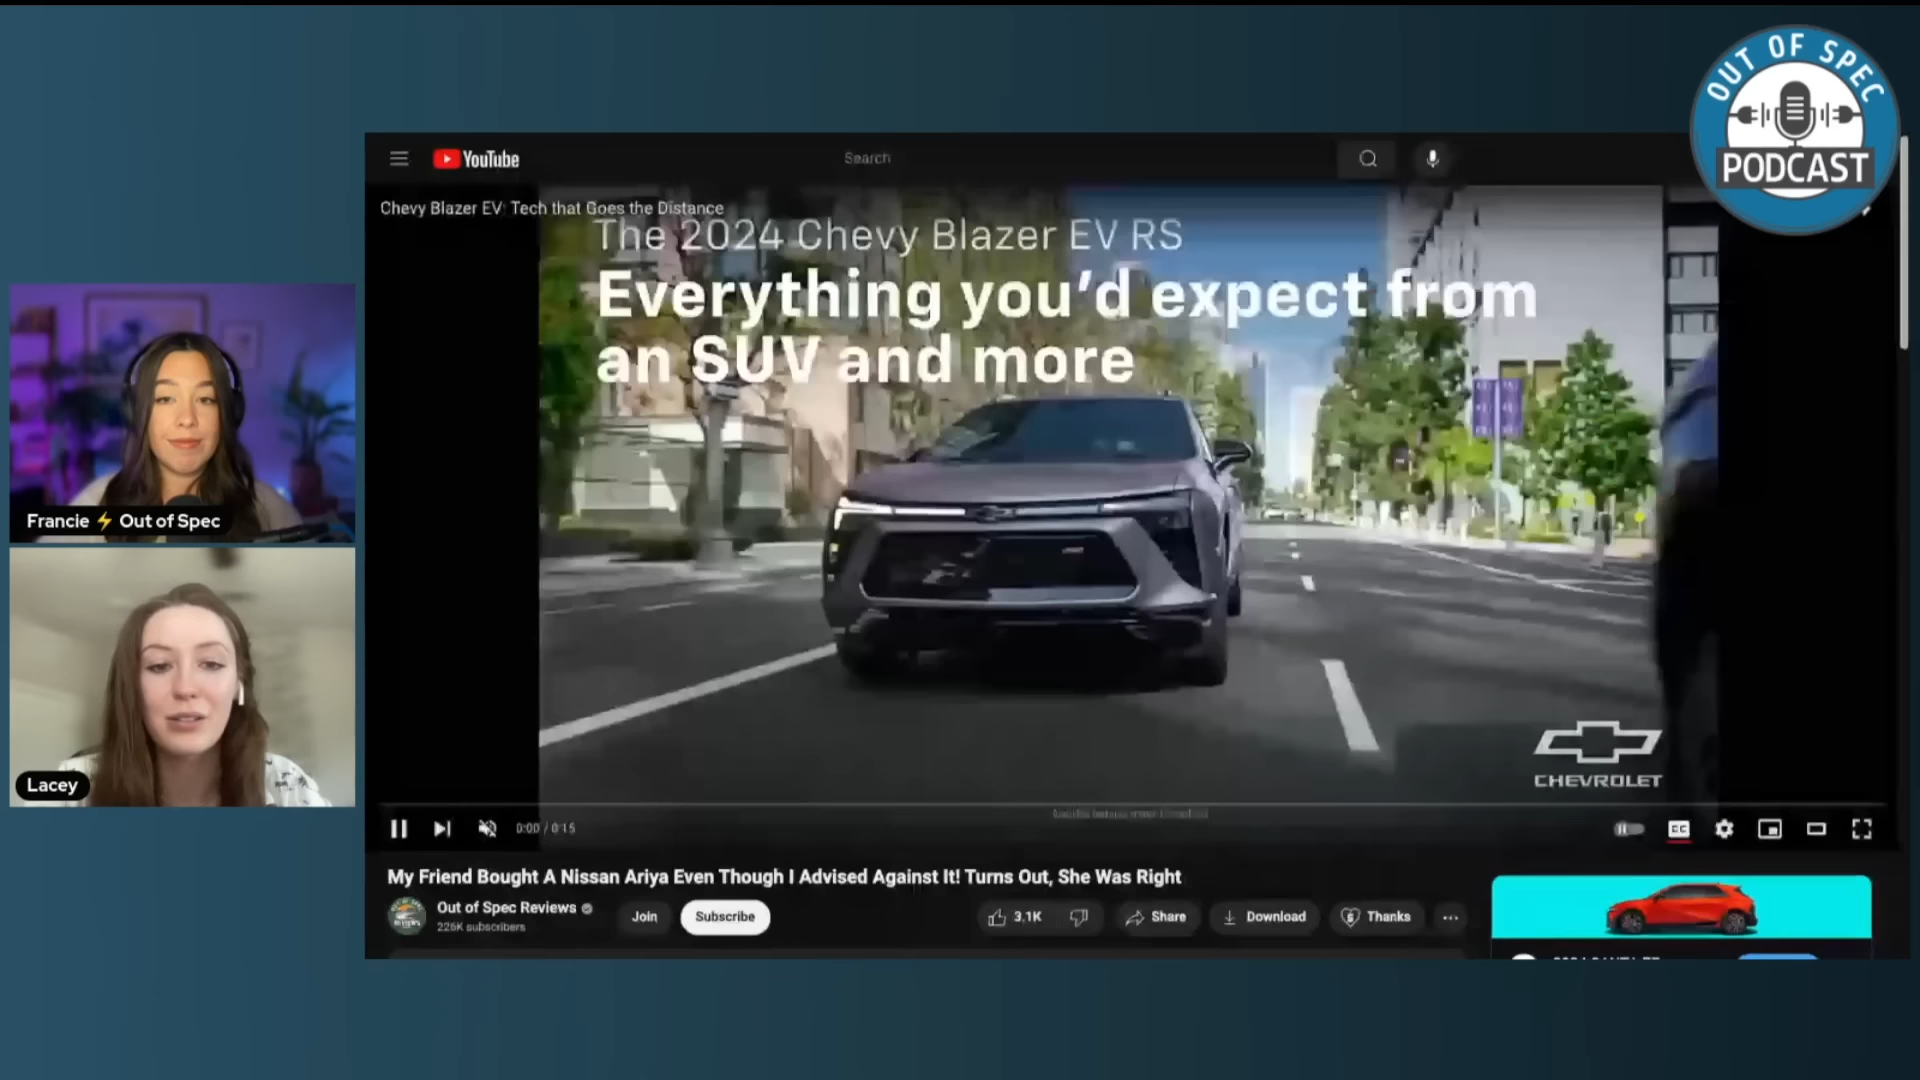 OUT OF SPEC
PODCAST
YouTube
Search
Chevy Blazer EV: Tech that Goes the Distance
The 2024 Chevy Blazer EV RS
Everything you'd expect from
an SUV and more
Francie ⚡ Out of Spec
Lacey
CHEVROLET
0:00 / 0:15
CC
My Friend Bought A Nissan Ariya Even Though I Advised Against It! Turns Out, She Was Right
Out of Spec Reviews
226K subscribers
Join
Subscribe
3.1K
Share
Download
Thanks